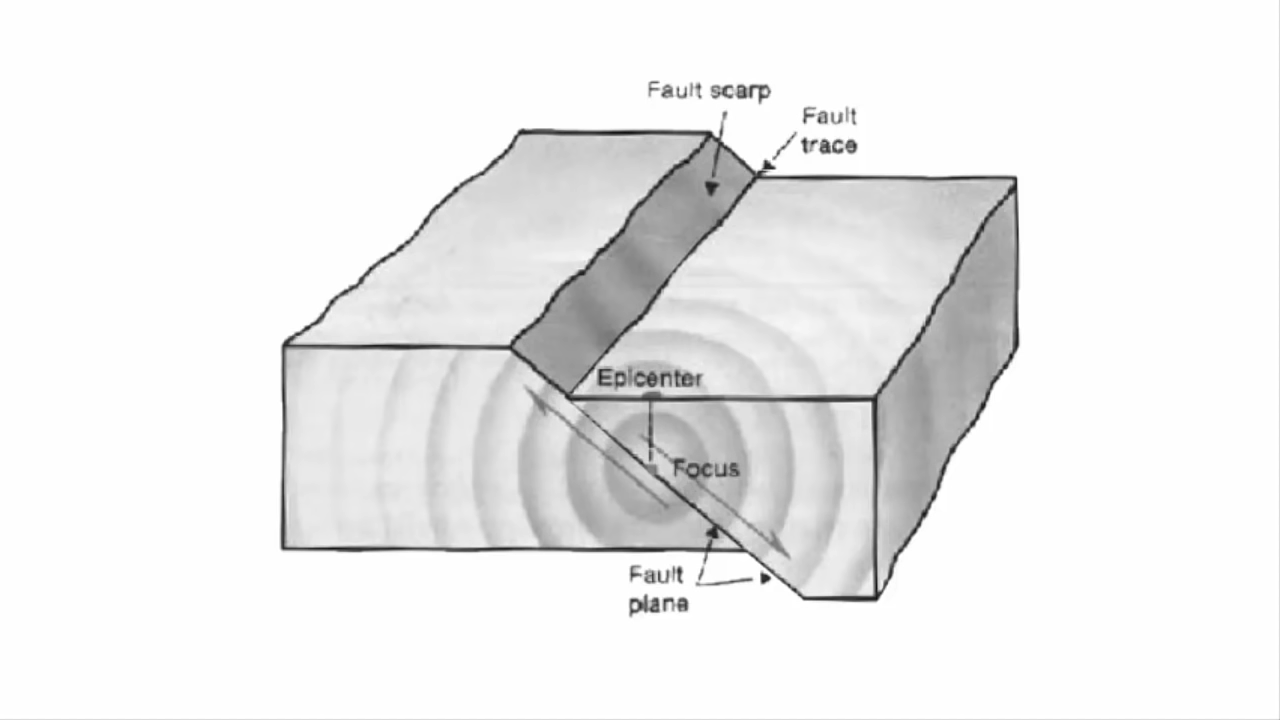 Fault scarp
Fault
trace
Epicenter
Focus
Fault
plane